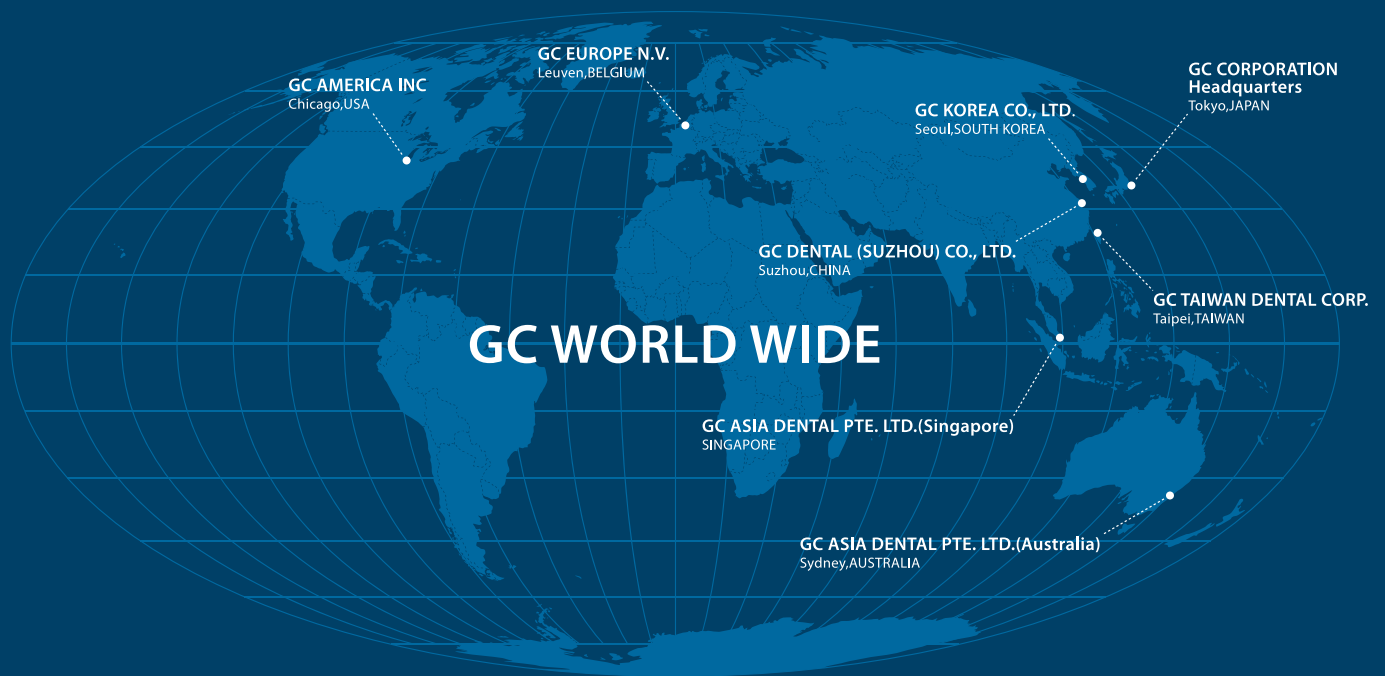 GC EUROPE N.V.
Leuven,BELGIUM
GC AMERICA INC
Chicago,USA
GC CORPORATION
Headquarters
Tokyo,JAPAN
GC KOREA CO., LTD.
Seoul,SOUTH KOREA
GC DENTAL (SUZHOU) CO., LTD.
Suzhou,CHINA
GC TAIWAN DENTAL CORP.
Taipei,TAIWAN
GC WORLD WIDE
GC ASIA DENTAL PTE. LTD.(Singapore)
SINGAPORE
GC ASIA DENTAL PTE. LTD.(Australia)
Sydney,AUSTRALIA